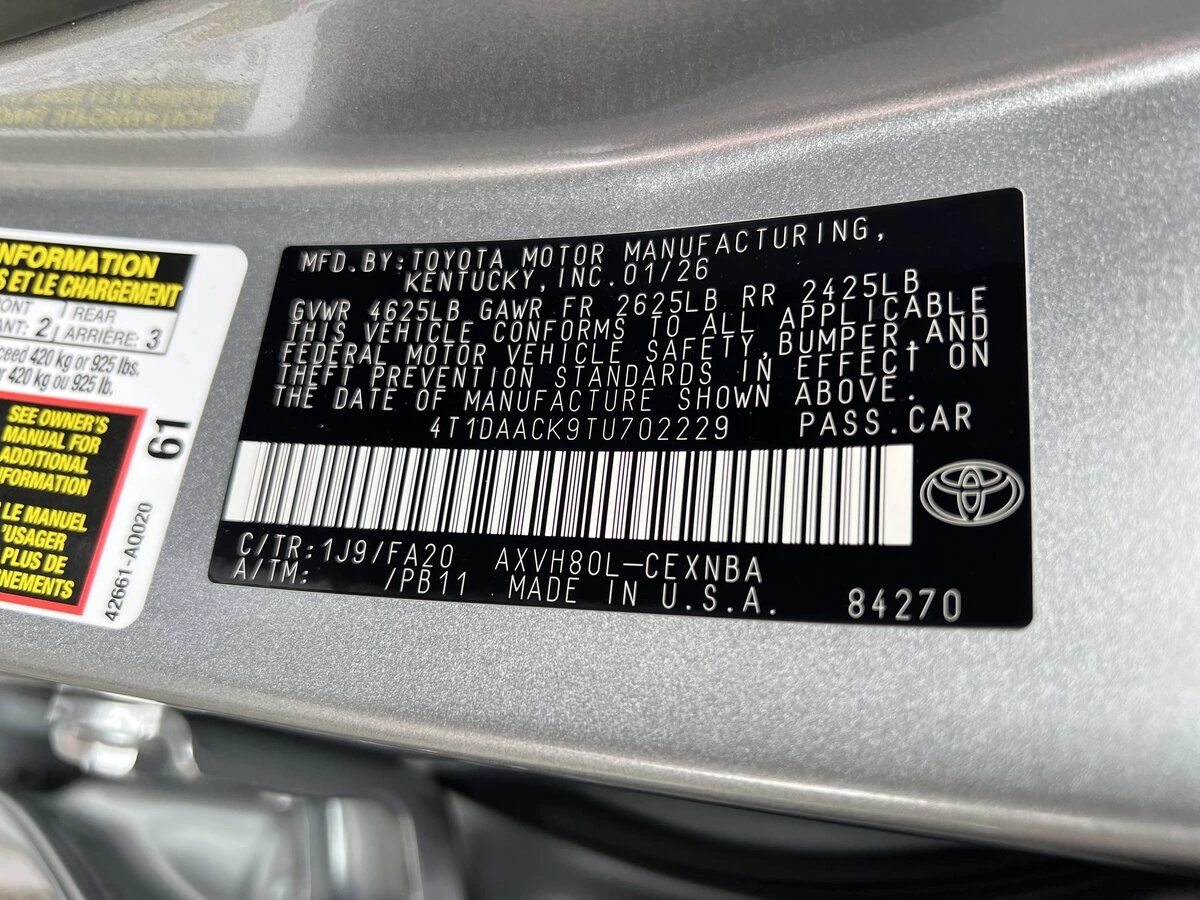 NFORMATION
S ET LE CHARGEMENT
REAR
ANT: 2 ARRIÈRE: 3
420 kg or 925 lbs.
420 kg ou 925 lb.
SEE OWNER'S
MANUAL FOR
ADDITIONAL
INFORMATION
LE MANUEL
'USAGER
PLUS DE
61
42661-A0020
MFD.BY:TOYOTA MOTOR MANUFACTURING,
KENTUCKY, INC. 01/26
GVWR 4625LB GAWR FR 2625LB RR 2425LB
THIS VEHICLE CONFORMS TO ALL APPLICABLE
FEDERAL MOTOR VEHICLE SAFETY, BUMPER, AND
THEFT PREVENTION STANDARDS IN EFFECT ON
THE DATE OF MANUFACTURE SHOWN ABOVE.
4T1DAACK9TU702229 PASS.CAR
C/TR:1J9/FA20 AXVH80L-CEXNBA
A/TM: /PB11 MADE IN U.S.A. 84270